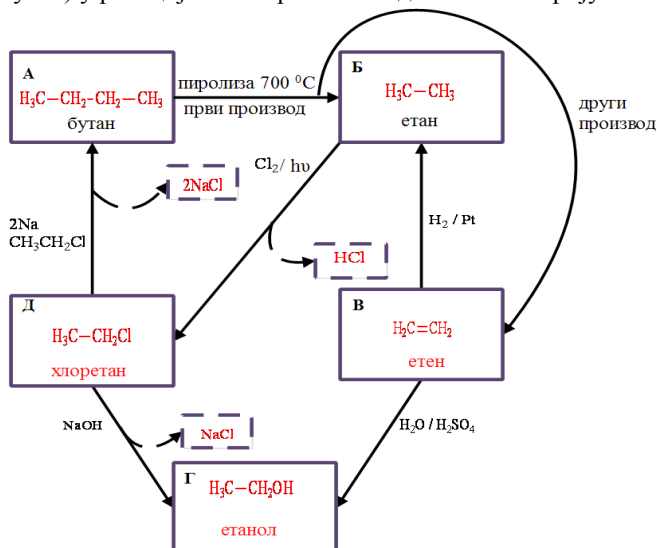 А
H₃C−CH₂-CH₂−CH₃
бутан
пиролиза 700 ⁰C
први производ
Б
H₃C−CH₃
етан
други
производ
Cl₂/ hυ
2NaCl
2Na
CH₃CH₂Cl
H₂ / Pt
HCl
Д
H₃C−CH₂Cl
хлоретан
В
H₂C=CH₂
етен
NaOH
NaCl
H₂O / H₂SO₄
Г
H₃C−CH₂OH
етанол